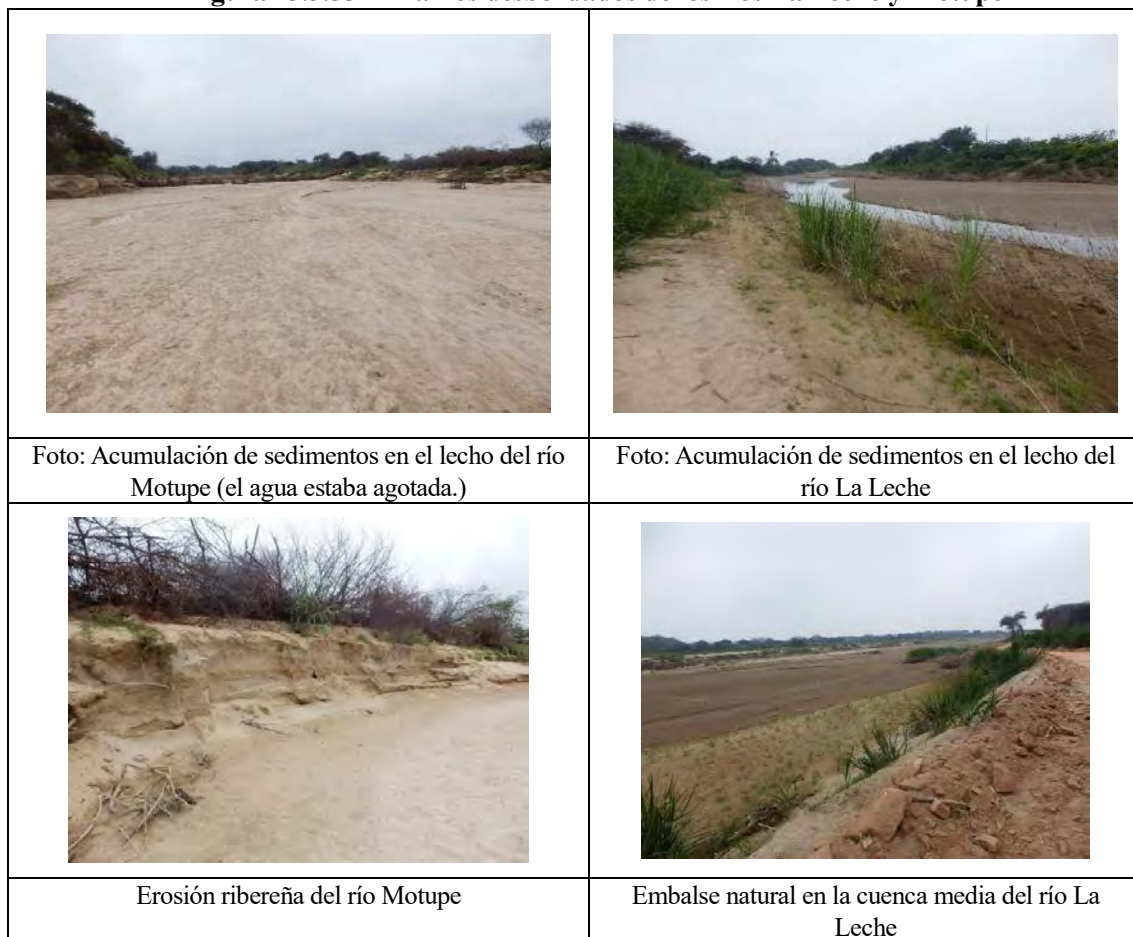 Foto: Acumulación de sedimentos en el lecho del río
Motupe (el agua estaba agotada.)
Foto: Acumulación de sedimentos en el lecho del
río La Leche
Erosión ribereña del río Motupe
Embalse natural en la cuenca media del río La
Leche